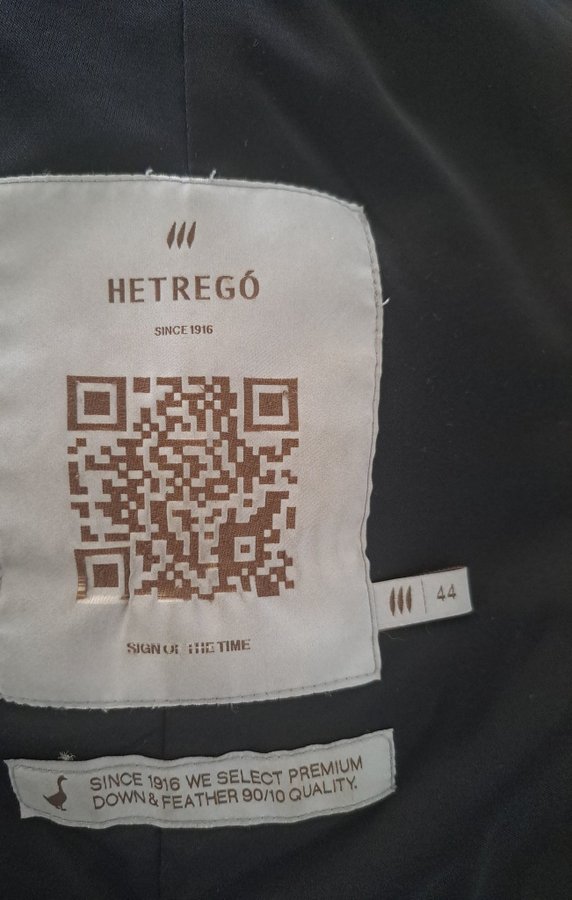 HETREGÓ
SINCE 1916
SIGN OF THE TIME
44
SINCE 1916 WE SELECT PREMIUM
DOWN & FEATHER 90/10 QUALITY.